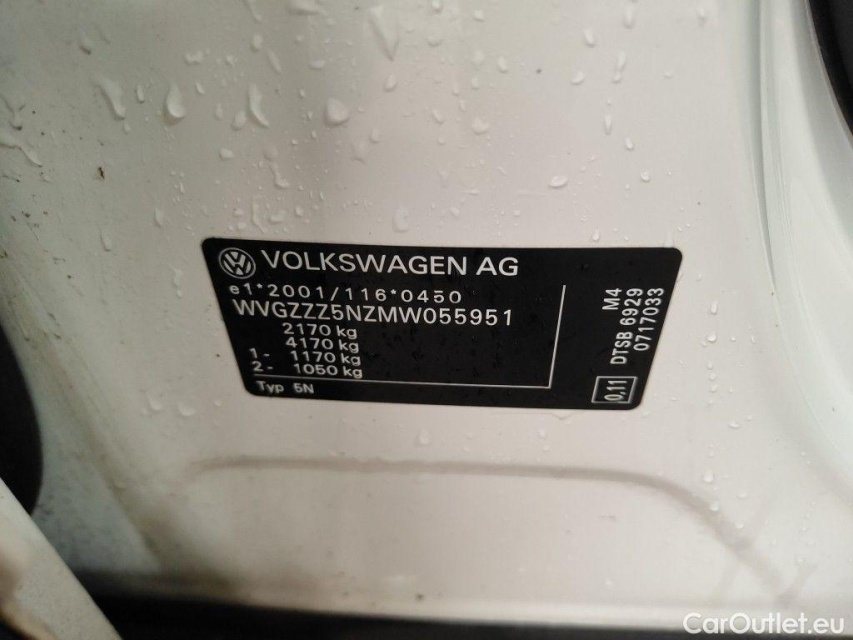 VOLKSWAGEN AG
e1*2001/116*0450
WVGZZZ5NZMW055951
2170 kg
4170 kg
1- 1170 kg
2- 1050 kg
Typ 5N
M4
DTSB 6929
0717033
0,11
CarOutlet.eu